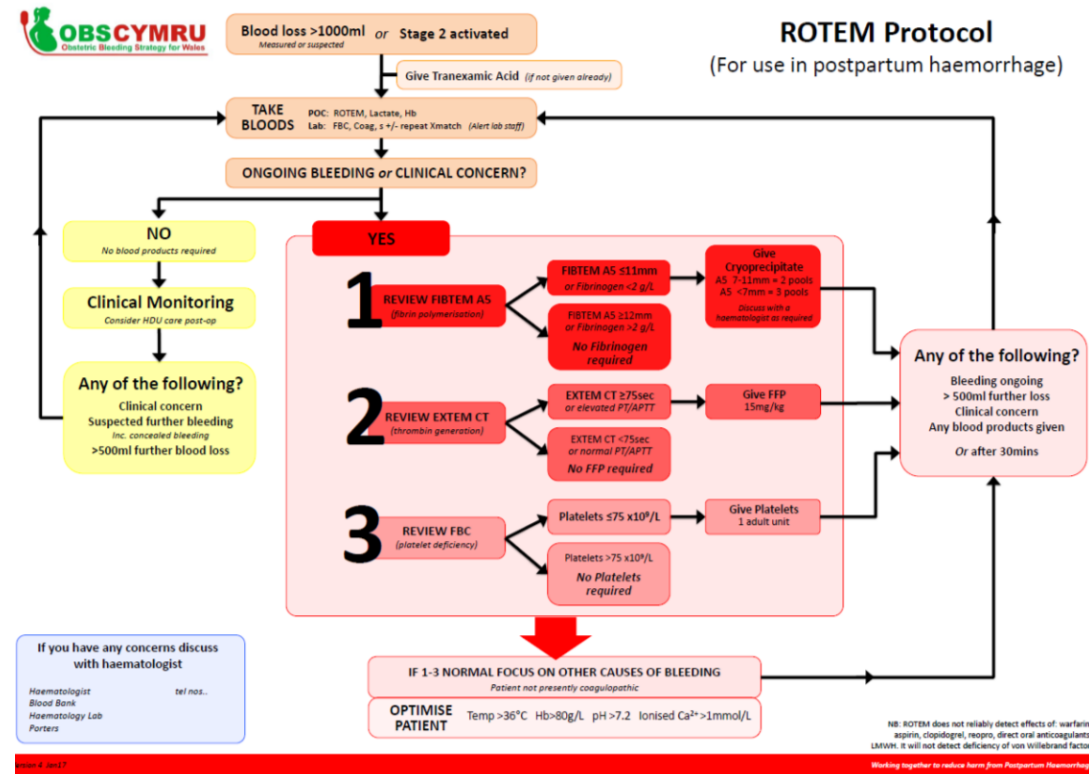 OBSCYMRU
Obstetric Bleeding Strategy for Wales
ROTEM Protocol
(For use in postpartum haemorrhage)
Blood loss >1000ml or Stage 2 activated
Measured or suspected
Give Tranexamic Acid (if not given already)
TAKE BLOODS
POC: ROTEM, Lactate, Hb
Lab: FBC, Coag, s +/- repeat Xmatch (Alert lab staff)
ONGOING BLEEDING or CLINICAL CONCERN?
NO
No blood products required
Clinical Monitoring
Consider HDU care post-op
Any of the following?
Clinical concern
Suspected further bleeding
Inc. concealed bleeding
>500ml further blood loss
YES
1
REVIEW FIBTEM A5
(fibrin polymerisation)
FIBTEM A5 ≤11mm
or Fibrinogen <2 g/L
Give
Cryoprecipitate
A5 7-11mm = 2 pools
A5 <7mm = 3 pools
Discuss with a
haematologist as required
FIBTEM A5 ≥12mm
or Fibrinogen >2 g/L
No Fibrinogen
required
2
REVIEW EXTEM CT
(thrombin generation)
EXTEM CT ≥75sec
or elevated PT/APTT
Give FFP
15mg/kg
EXTEM CT <75sec
or normal PT/APTT
No FFP required
3
REVIEW FBC
(platelet deficiency)
Platelets ≤75 x10⁹/L
Give Platelets
1 adult unit
Platelets >75 x10⁹/L
No Platelets
required
Any of the following?
Bleeding ongoing
> 500ml further loss
Clinical concern
Any blood products given
Or after 30mins
IF 1-3 NORMAL FOCUS ON OTHER CAUSES OF BLEEDING
Patient not presently coagulopathic
OPTIMISE
PATIENT
Temp >36°C Hb>80g/L pH >7.2 Ionised Ca²⁺ >1mmol/L
If you have any concerns discuss
with haematologist
Haematologist tel nos..
Blood Bank
Haematology Lab
Porters
NB: ROTEM does not reliably detect effects of: warfarin
aspirin, clopidogrel, reopro, direct oral anticoagulants
LMWH. It will not detect deficiency of von Willebrand factor
4 Jan17
Working together to reduce harm from Postpartum Haemorrhag